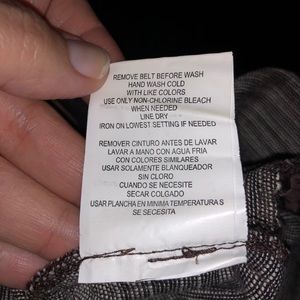 REMOVE BELT BEFORE WASH
HAND WASH COLD
WITH LIKE COLORS
USE ONLY NON-CHLORINE BLEACH
WHEN NEEDED
LINE DRY
IRON ON LOWEST SETTING IF NEEDED
REMOVER CINTURO ANTES DE LAVAR
LAVAR A MANO CON AGUA FRIA
CON COLORES SIMILARES
USAR SOLAMENTE BLANQUEADOR
SIN CLORO
CUANDO SE NECESITE
SECAR COLGADO
USAR PLANCHA EN MINIMA TEMPERATURA S
SE SECESITA